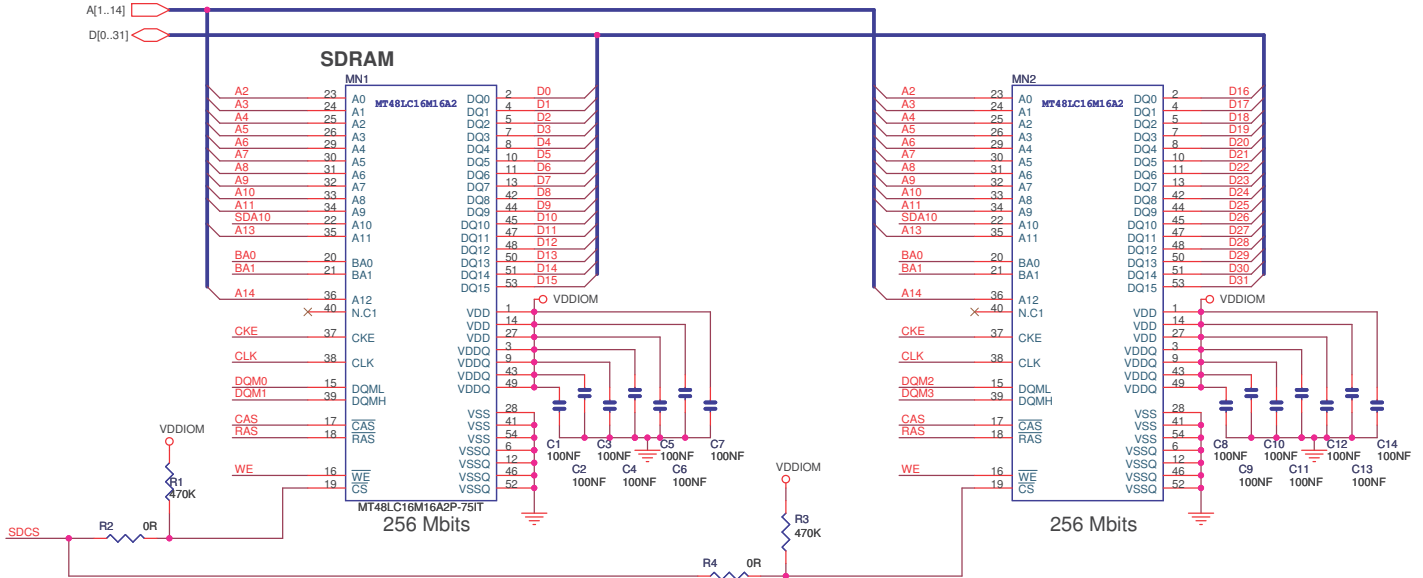 A[1..14]
D[0..31]
SDRAM
MN1
MT48LC16M16A2
A2 23 A0 DQ0 2 D0
A3 24 A1 DQ1 4 D1
A4 25 A2 DQ2 5 D2
A5 26 A3 DQ3 7 D3
A6 29 A4 DQ4 8 D4
A7 30 A5 DQ5 10 D5
A8 31 A6 DQ6 11 D6
A9 32 A7 DQ7 13 D7
A10 33 A8 DQ8 42 D8
A11 34 A9 DQ9 44 D9
SDA10 22 A10 DQ10 45 D10
A13 35 A11 DQ11 47 D11
DQ12 48 D12
BA0 20 BA0 DQ13 50 D13
BA1 21 BA1 DQ14 51 D14
DQ15 53 D15
A14 36 A12
VDDIOM
40 N.C1 VDD 1
VDD 14
CKE 37 CKE VDD 27
VDDQ 3
CLK 38 CLK VDDQ 9
VDDQ 43
DQM0 15 DQML VDDQ 49
DQM1 39 DQMH
VSS 28
CAS 17 CAS VSS 41
RAS 18 RAS VSS 54
VSSQ 6
VSSQ 12
WE 16 WE VSSQ 46
19 CS VSSQ 52
C1 C3 C5 C7
100NF 100NF 100NF 100NF
C2 C4 C6
100NF 100NF 100NF
MT48LC16M16A2P-75IT
256 Mbits
VDDIOM
R1
470K
R2 0R
SDCS
MN2
MT48LC16M16A2
A2 23 A0 DQ0 2 D16
A3 24 A1 DQ1 4 D17
A4 25 A2 DQ2 5 D18
A5 26 A3 DQ3 7 D19
A6 29 A4 DQ4 8 D20
A7 30 A5 DQ5 10 D21
A8 31 A6 DQ6 11 D22
A9 32 A7 DQ7 13 D23
A10 33 A8 DQ8 42 D24
A11 34 A9 DQ9 44 D25
SDA10 22 A10 DQ10 45 D26
A13 35 A11 DQ11 47 D27
DQ12 48 D28
BA0 20 BA0 DQ13 50 D29
BA1 21 BA1 DQ14 51 D30
DQ15 53 D31
A14 36 A12
VDDIOM
40 N.C1 VDD 1
VDD 14
CKE 37 CKE VDD 27
VDDQ 3
CLK 38 CLK VDDQ 9
VDDQ 43
DQM2 15 DQML VDDQ 49
DQM3 39 DQMH
VSS 28
CAS 17 CAS VSS 41
RAS 18 RAS VSS 54
VSSQ 6
VSSQ 12
WE 16 WE VSSQ 46
19 CS VSSQ 52
C8 C10 C12 C14
100NF 100NF 100NF 100NF
C9 C11 C13
100NF 100NF 100NF
256 Mbits
VDDIOM
R3
470K
R4 0R